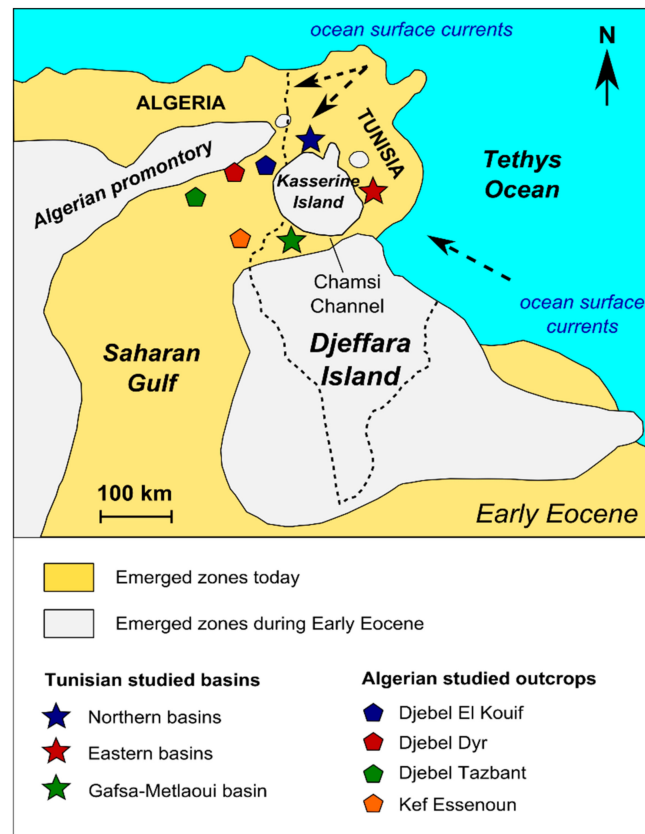 ocean surface currents
N
ALGERIA
TUNISIA
Algerian promontory
Tethys
Ocean
Kasserine
Island
Chamsi
Channel
ocean surface
currents
Saharan
Gulf
Djeffara
Island
100 km
Early Eocene
Emerged zones today
Emerged zones during Early Eocene
Tunisian studied basins
Northern basins
Eastern basins
Gafsa-Metlaoui basin
Algerian studied outcrops
Djebel El Kouif
Djebel Dyr
Djebel Tazbant
Kef Essenoun